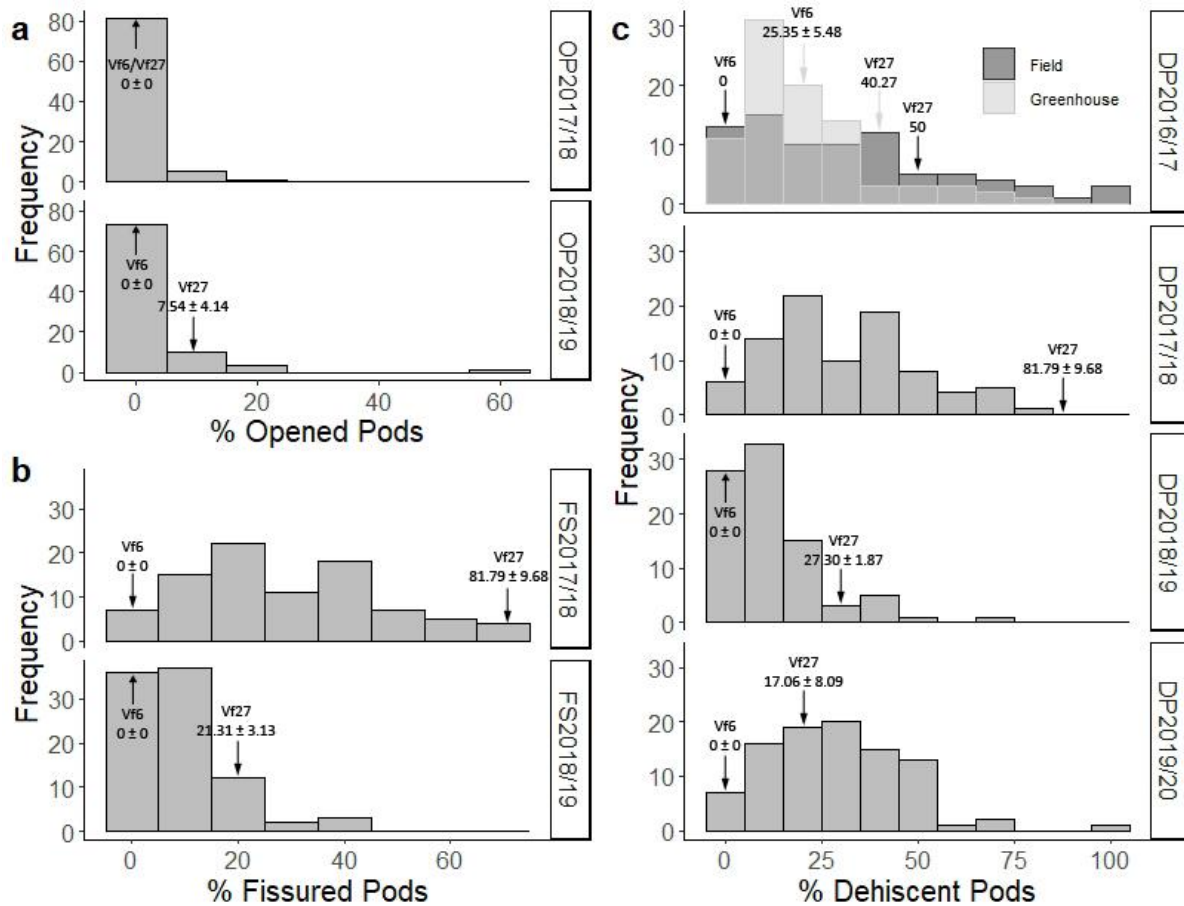 a
Frequency
80
60
40
20
0
Vf6/Vf27
0 ± 0
OP2017/18
80
60
40
20
0
Vf6
0 ± 0
Vf27
7.54 ± 4.14
OP2018/19
0
20
40
60
% Opened Pods
b
Frequency
30
20
10
0
Vf6
0 ± 0
Vf27
81.79 ± 9.68
FS2017/18
30
20
10
0
Vf6
0 ± 0
Vf27
21.31 ± 3.13
FS2018/19
0
20
40
60
% Fissured Pods
c
Frequency
30
20
10
0
Vf6
0
Vf6
25.35 ± 5.48
Vf27
40.27
Vf27
50
Field
Greenhouse
DP2016/17
30
20
10
0
Vf6
0 ± 0
Vf27
81.79 ± 9.68
DP2017/18
30
20
10
0
Vf6
0 ± 0
Vf27
27.30 ± 1.87
DP2018/19
30
20
10
0
Vf6
0 ± 0
Vf27
17.06 ± 8.09
DP2019/20
0
25
50
75
100
% Dehiscent Pods